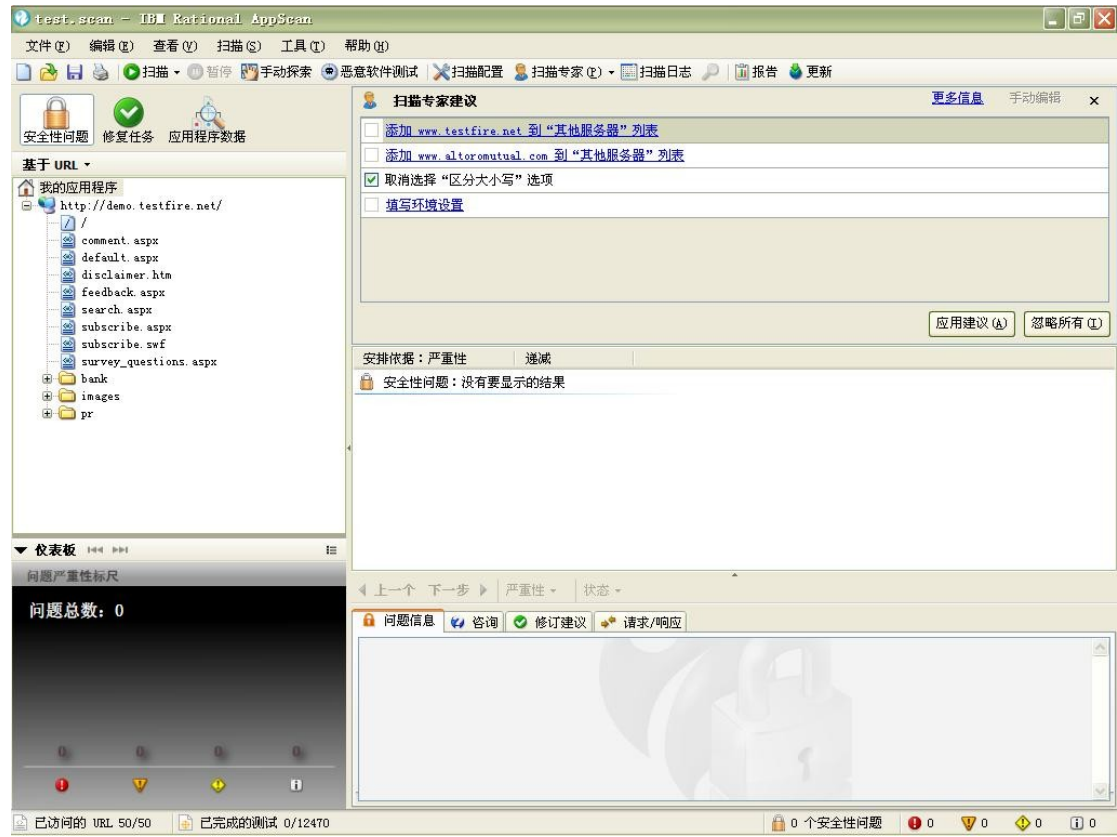 test.scan - IBM Rational AppScan
文件(F) 编辑(E) 查看(V) 扫描(S) 工具(T) 帮助(H)
扫描 暂停 手动探索 恶意软件测试 扫描配置 扫描专家(E) 扫描日志 报告 更新
安全性问题 修复任务 应用程序数据
基于 URL
我的应用程序
http://demo.testfire.net/
/
comment.aspx
default.aspx
disclaimer.htm
feedback.aspx
search.aspx
subscribe.aspx
subscribe.swf
survey_questions.aspx
bank
images
pr
扫描专家建议 更多信息 手动编辑
添加 www.testfire.net 到“其他服务器”列表
添加 www.altoromutual.com 到“其他服务器”列表
取消选择“区分大小写”选项
填写环境设置
应用建议(A) 忽略所有(I)
安排依据：严重性 递减
安全性问题：没有要显示的结果
仪表板
问题严重性标尺
问题总数：0
0 0 0 0
上一个 下一步 严重性 状态
问题信息 咨询 修订建议 请求/响应
已访问的 URL 50/50 已完成的测试 0/12470 0 个安全性问题 0 0 0 0